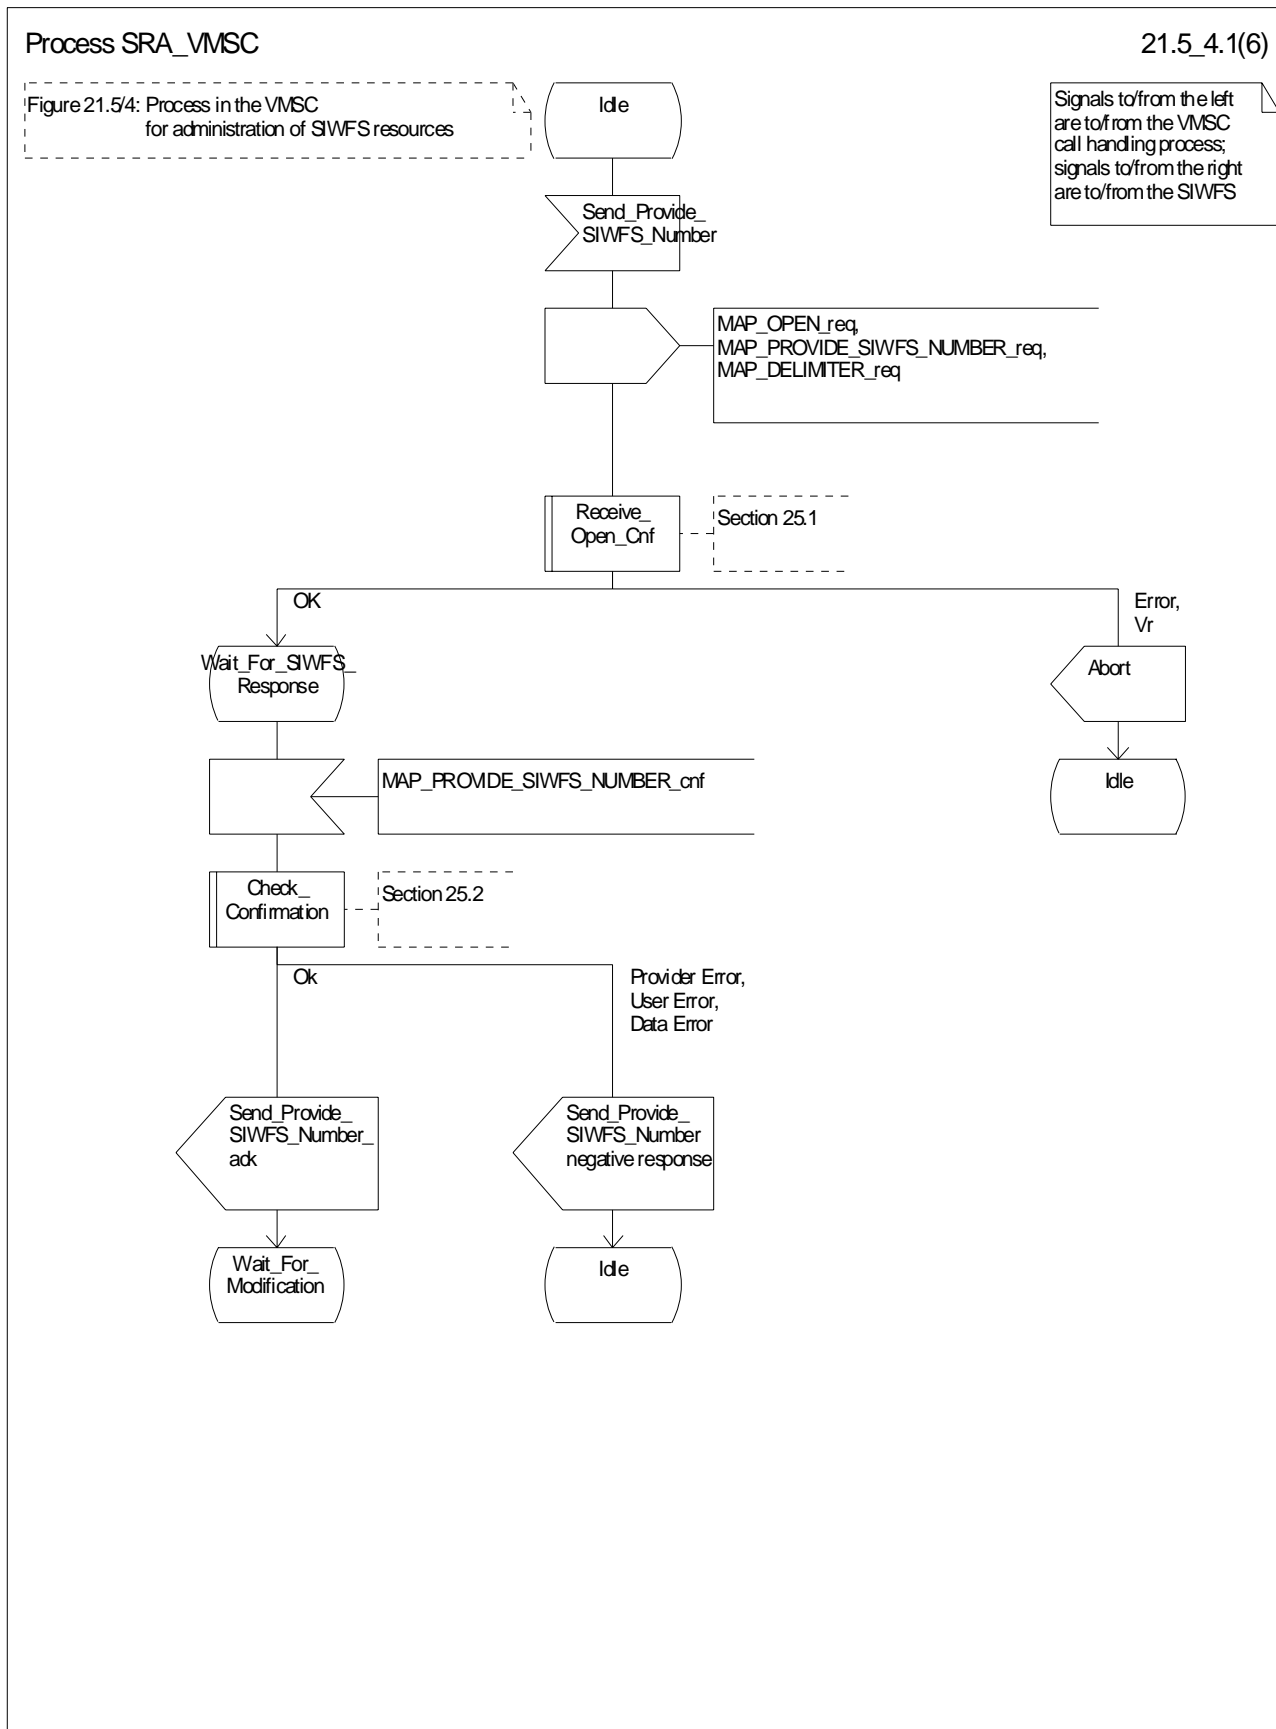 Process SRA_VMSC
21.5_4.1(6)
Figure 21.5/4: Process in the VMSC
for administration of SIWFS resources
Idle
Signals to/from the left
are to/from the VMSC
call handling process;
signals to/from the right
are to/from the SIWFS
Send_Provide_
SIWFS_Number
MAP_OPEN_req,
MAP_PROVIDE_SIWFS_NUMBER_req,
MAP_DELIMITER_req
Receive_
Open_Cnf
Section 25.1
OK
Error,
Vr
Wait_For_SIWFS_
Response
Abort
MAP_PROVIDE_SIWFS_NUMBER_cnf
Idle
Check_
Confirmation
Section 25.2
Ok
Provider Error,
User Error,
Data Error
Send_Provide_
SIWFS_Number_
ack
Send_Provide_
SIWFS_Number
negative response
Wait_For_
Modification
Idle